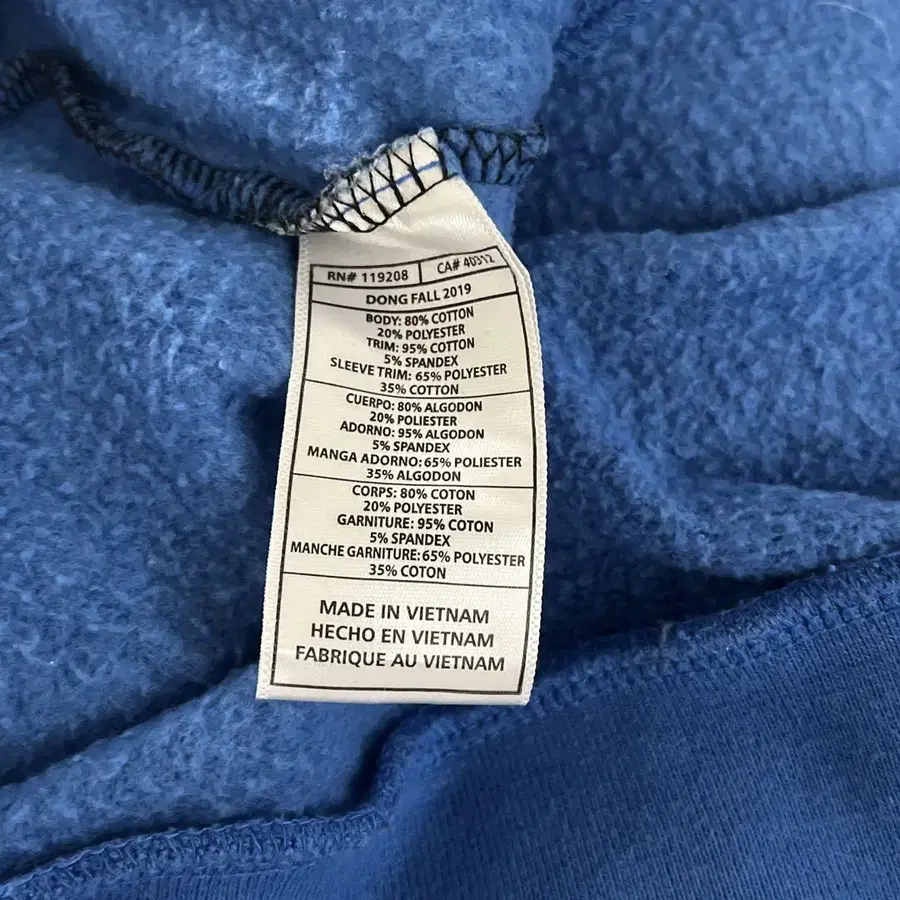 RN# 119208 CA# 40312
DONG FALL 2019
BODY: 80% COTTON
20% POLYESTER
TRIM: 95% COTTON
5% SPANDEX
SLEEVE TRIM: 65% POLYESTER
35% COTTON
CUERPO: 80% ALGODON
20% POLIESTER
ADORNO: 95% ALGODON
5% SPANDEX
MANGA ADORNO: 65% POLIESTER
35% ALGODON
CORPS: 80% COTON
20% POLYESTER
GARNITURE: 95% COTON
5% SPANDEX
MANCHE GARNITURE: 65% POLYESTER
35% COTON
MADE IN VIETNAM
HECHO EN VIETNAM
FABRIQUE AU VIETNAM